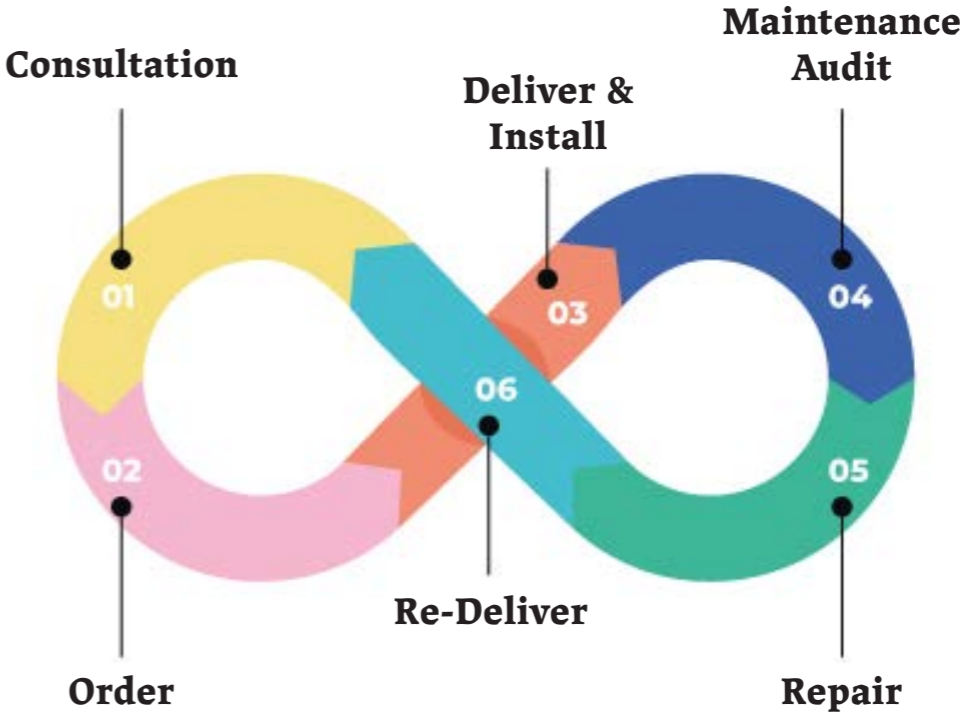 Consultation
01
02
Order
Deliver &
Install
03
Maintenance
Audit
04
05
Repair
06
Re-Deliver